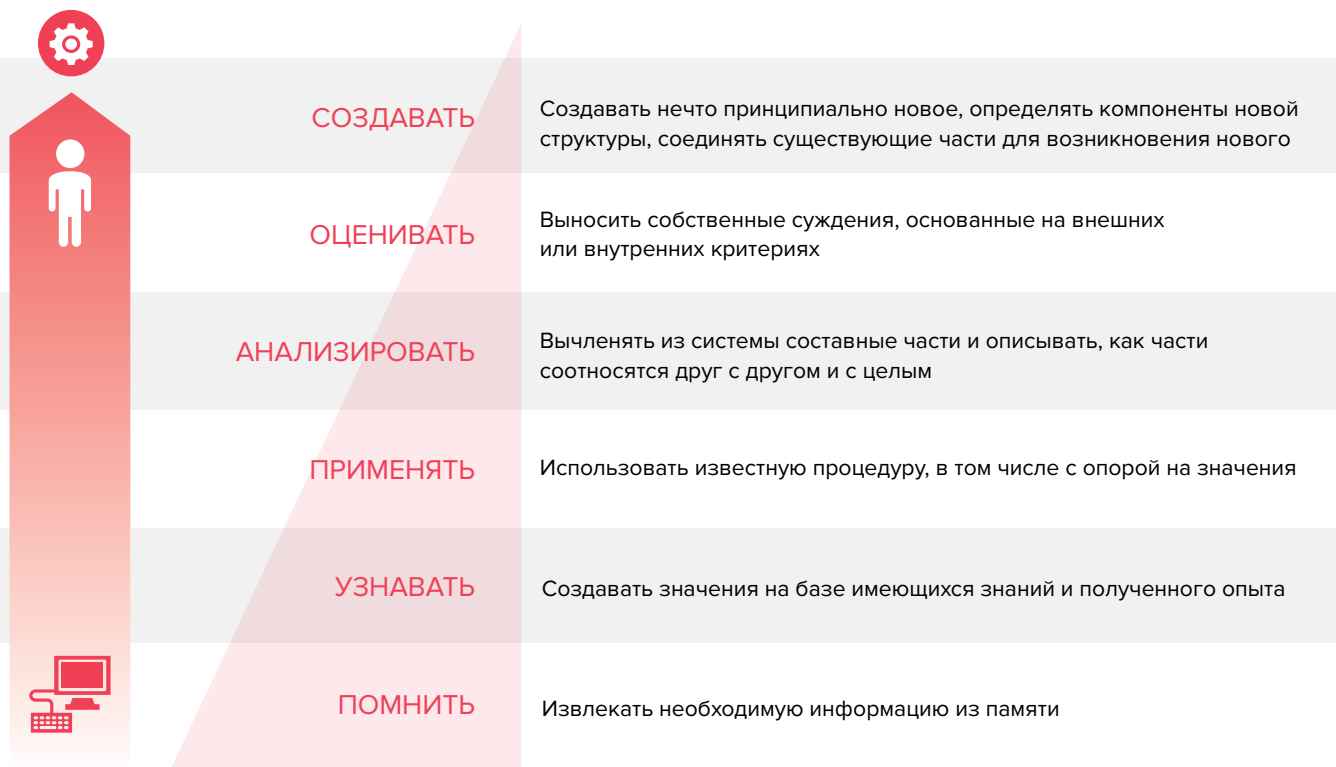 СОЗДАВАТЬ
Создавать нечто принципиально новое, определять компоненты новой
структуры, соединять существующие части для возникновения нового
ОЦЕНИВАТЬ
Выносить собственные суждения, основанные на внешних
или внутренних критериях
АНАЛИЗИРОВАТЬ
Вычленять из системы составные части и описывать, как части
соотносятся друг с другом и с целым
ПРИМЕНЯТЬ
Использовать известную процедуру, в том числе с опорой на значения
УЗНАВАТЬ
Создавать значения на базе имеющихся знаний и полученного опыта
ПОМНИТЬ
Извлекать необходимую информацию из памяти